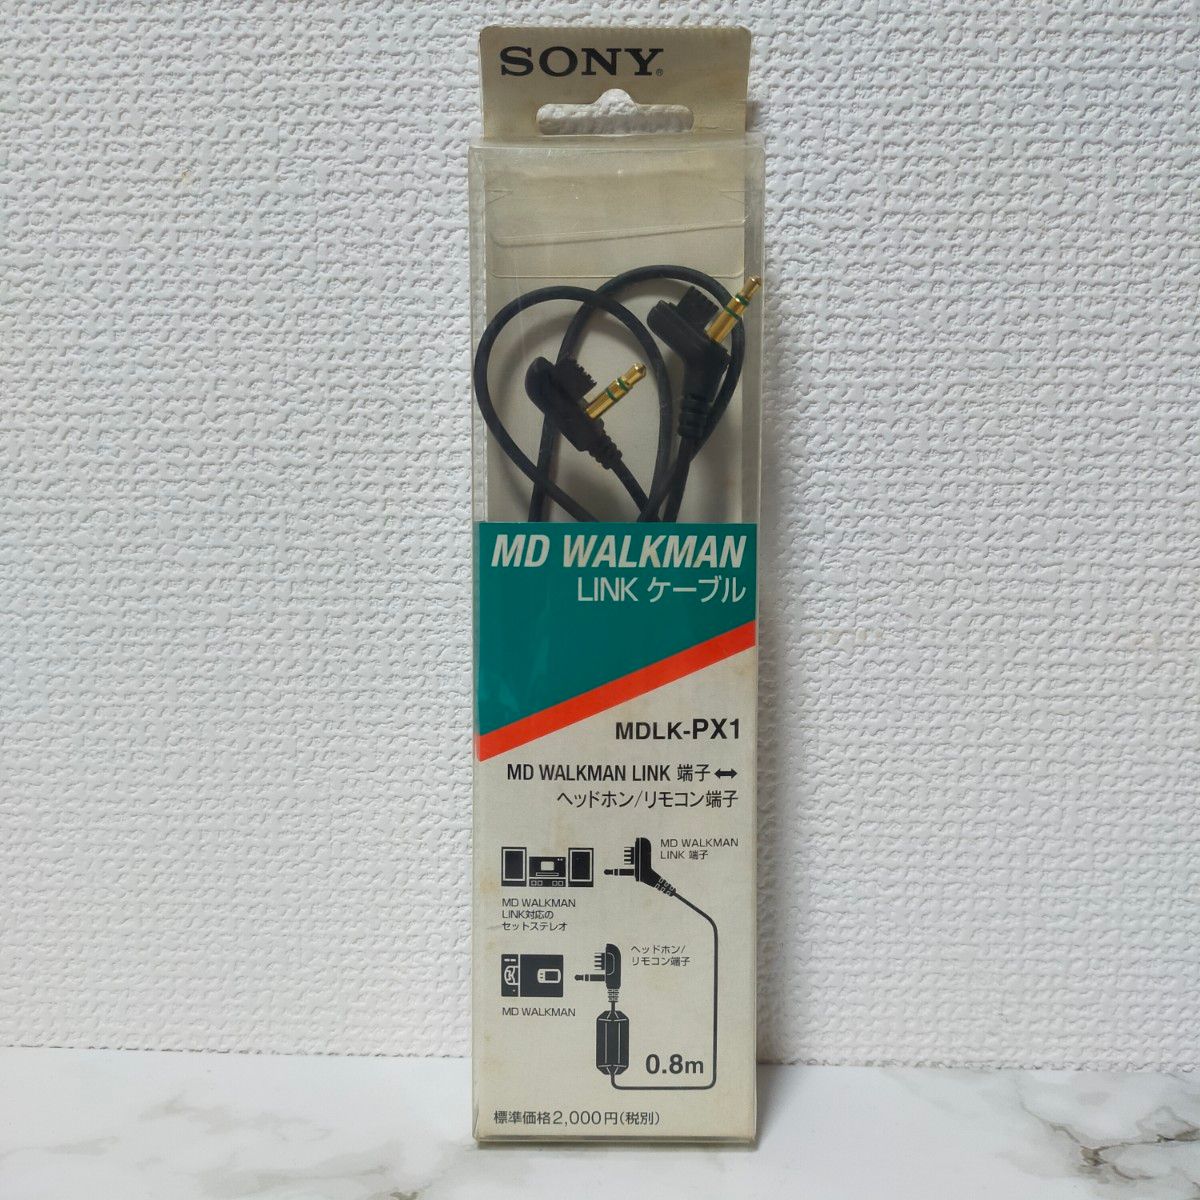 SONY®
MD WALKMAN
LINK ケーブル
MDLK-PX1
MD WALKMAN LINK 端子↔
ヘッドホン/リモコン端子
MD WALKMAN
LINK 端子
MD WALKMAN
LINK対応の
セットステレオ
ヘッドホン/
リモコン端子
MD WALKMAN
0.8m
標準価格2,000円(税別)